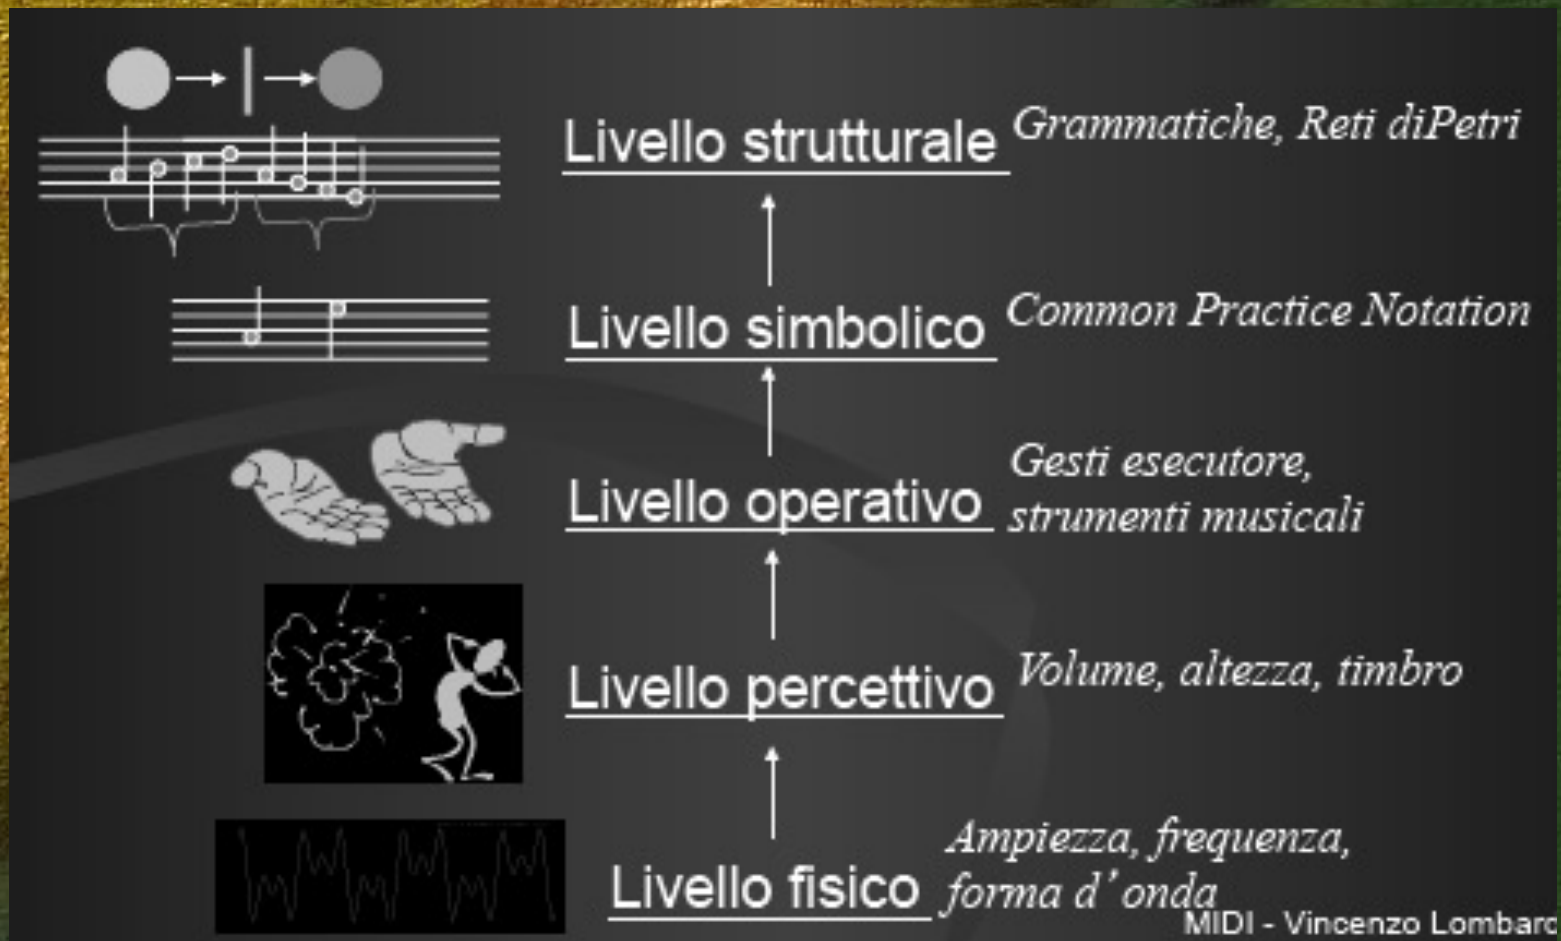 Livello strutturale Grammatiche, Reti diPetri
Livello simbolico Common Practice Notation
Livello operativo Gesti esecutore,
strumenti musicali
Livello percettivo Volume, altezza, timbro
Livello fisico Ampiezza, frequenza,
forma d’onda
MIDI - Vincenzo